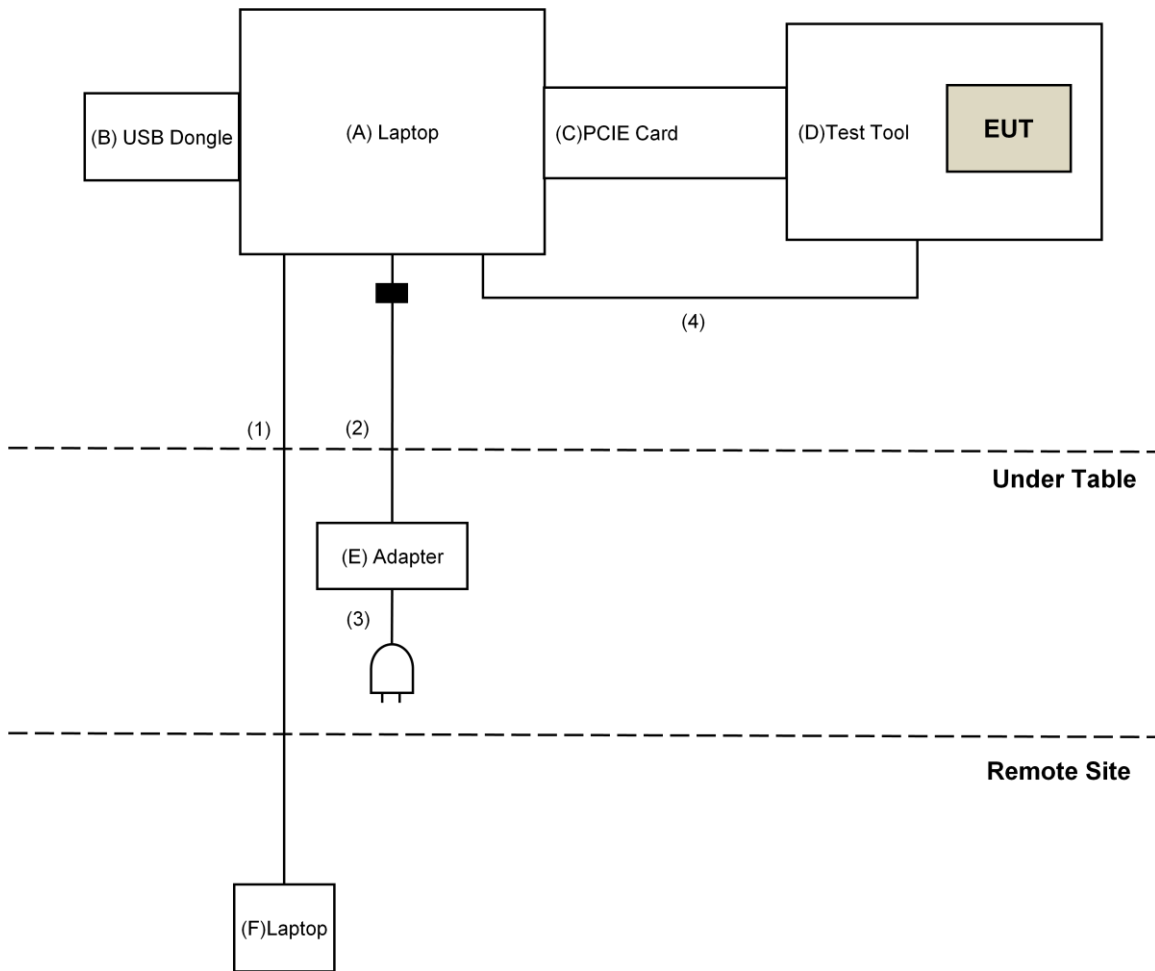 (B) USB Dongle
(A) Laptop
(C)PCIE Card
(D)Test Tool
EUT
(4)
(1)
(2)
Under Table
(E) Adapter
(3)
Remote Site
(F)Laptop